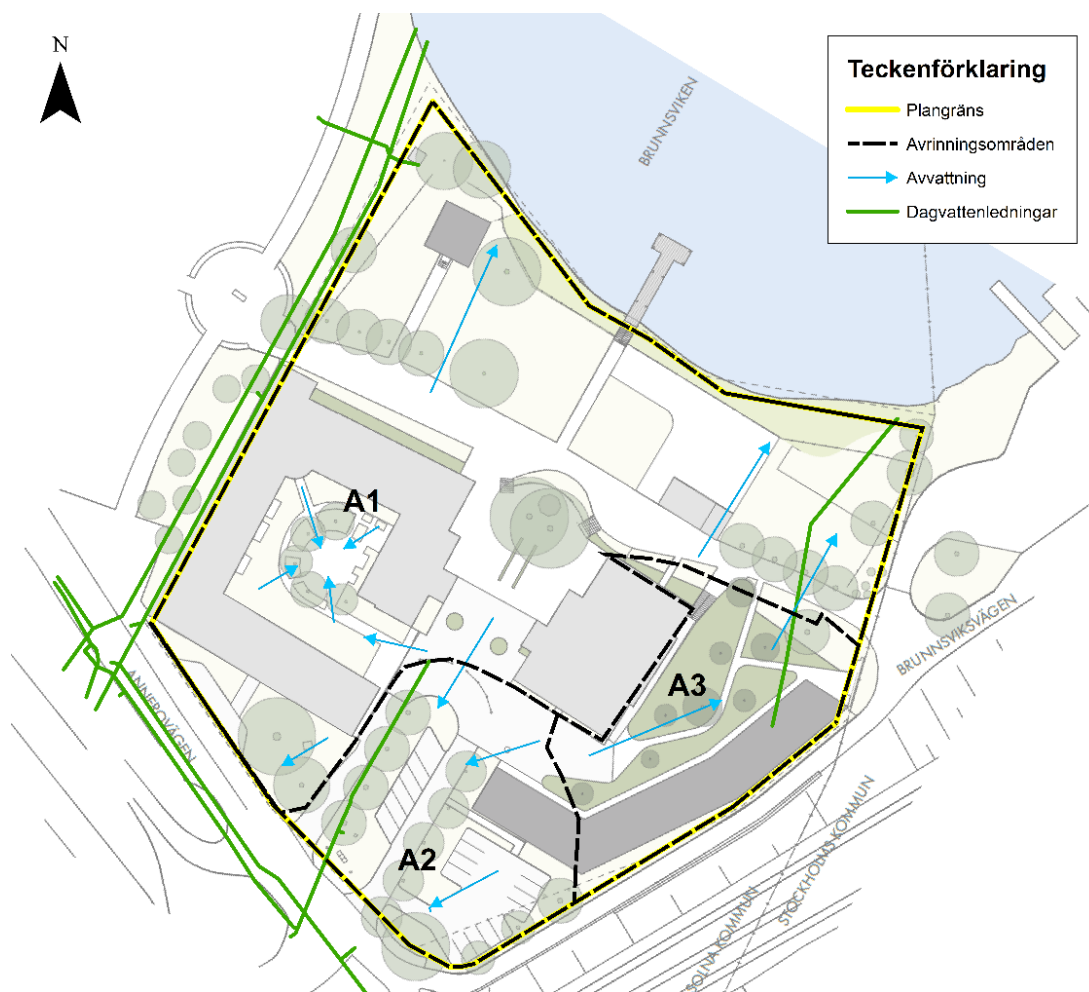 N
Teckenförklaring
Plangräns
Avrinningsområden
Avvattning
Dagvattenledningar
BRUNNSVIKEN
A1
A3
BRUNNSVIKSVÄGEN
ANNEROVÄGEN
A2
STOCKHOLMS KOMMUN
SOLNA KOMMUN